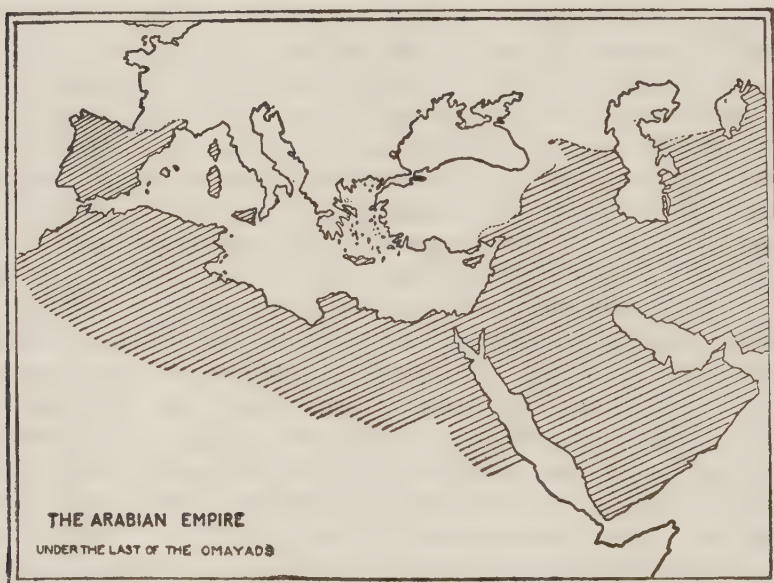 THE ARABIAN EMPIRE
UNDER THE LAST OF THE OMAYADS